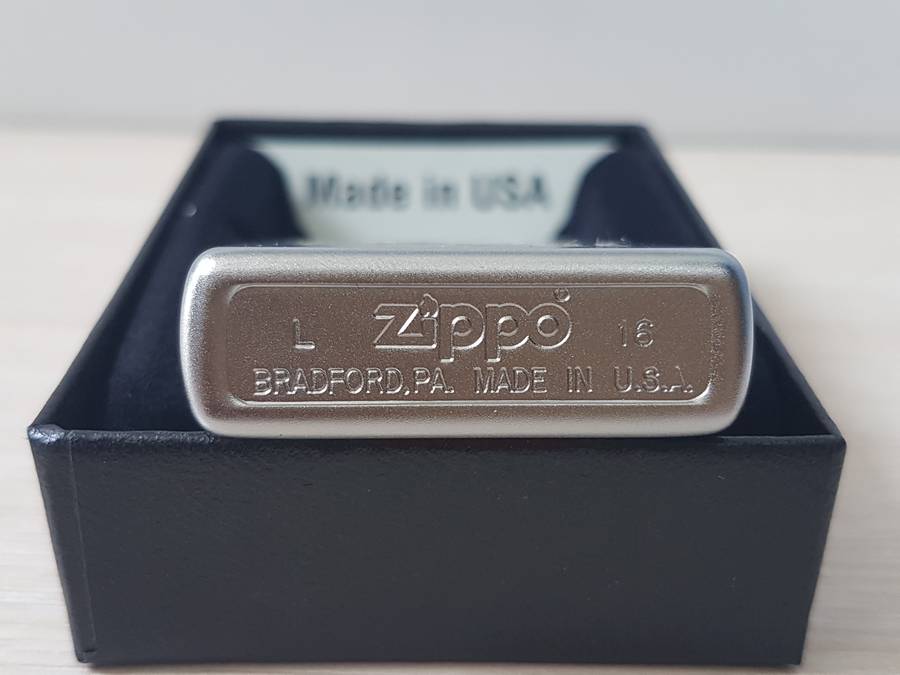 Made in USA
L Zippo® 16
BRADFORD,PA. MADE IN U.S.A.